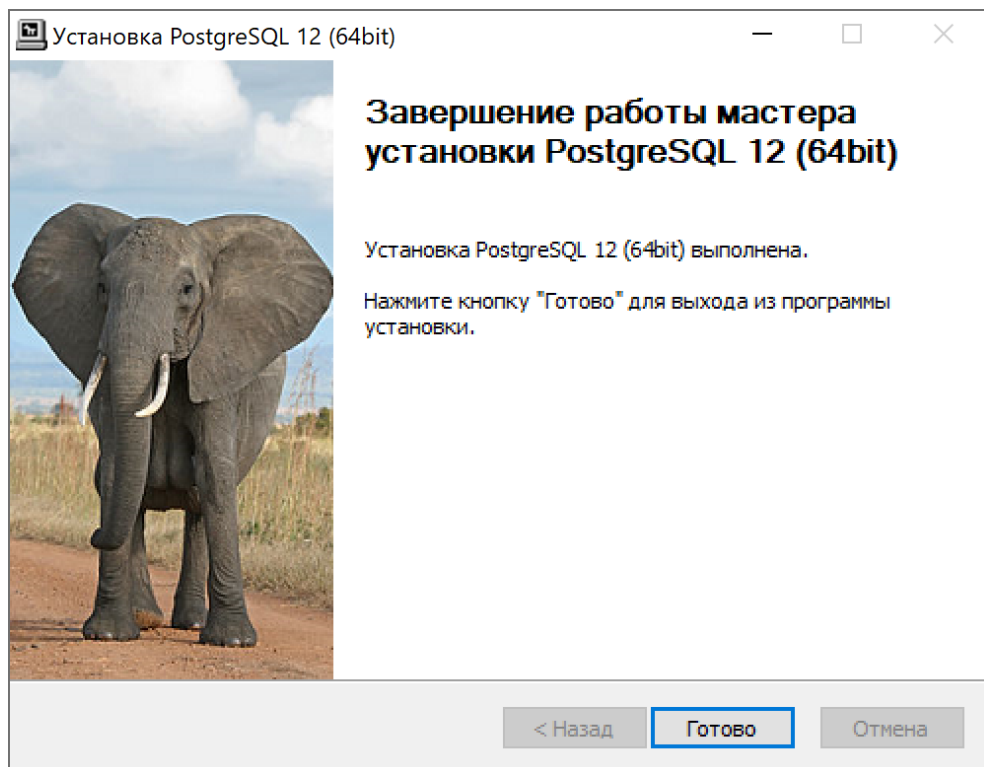 Установка PostgreSQL 12 (64bit)
Завершение работы мастера
установки PostgreSQL 12 (64bit)
Установка PostgreSQL 12 (64bit) выполнена.
Нажмите кнопку "Готово" для выхода из программы
установки.
< Назад
Готово
Отмена